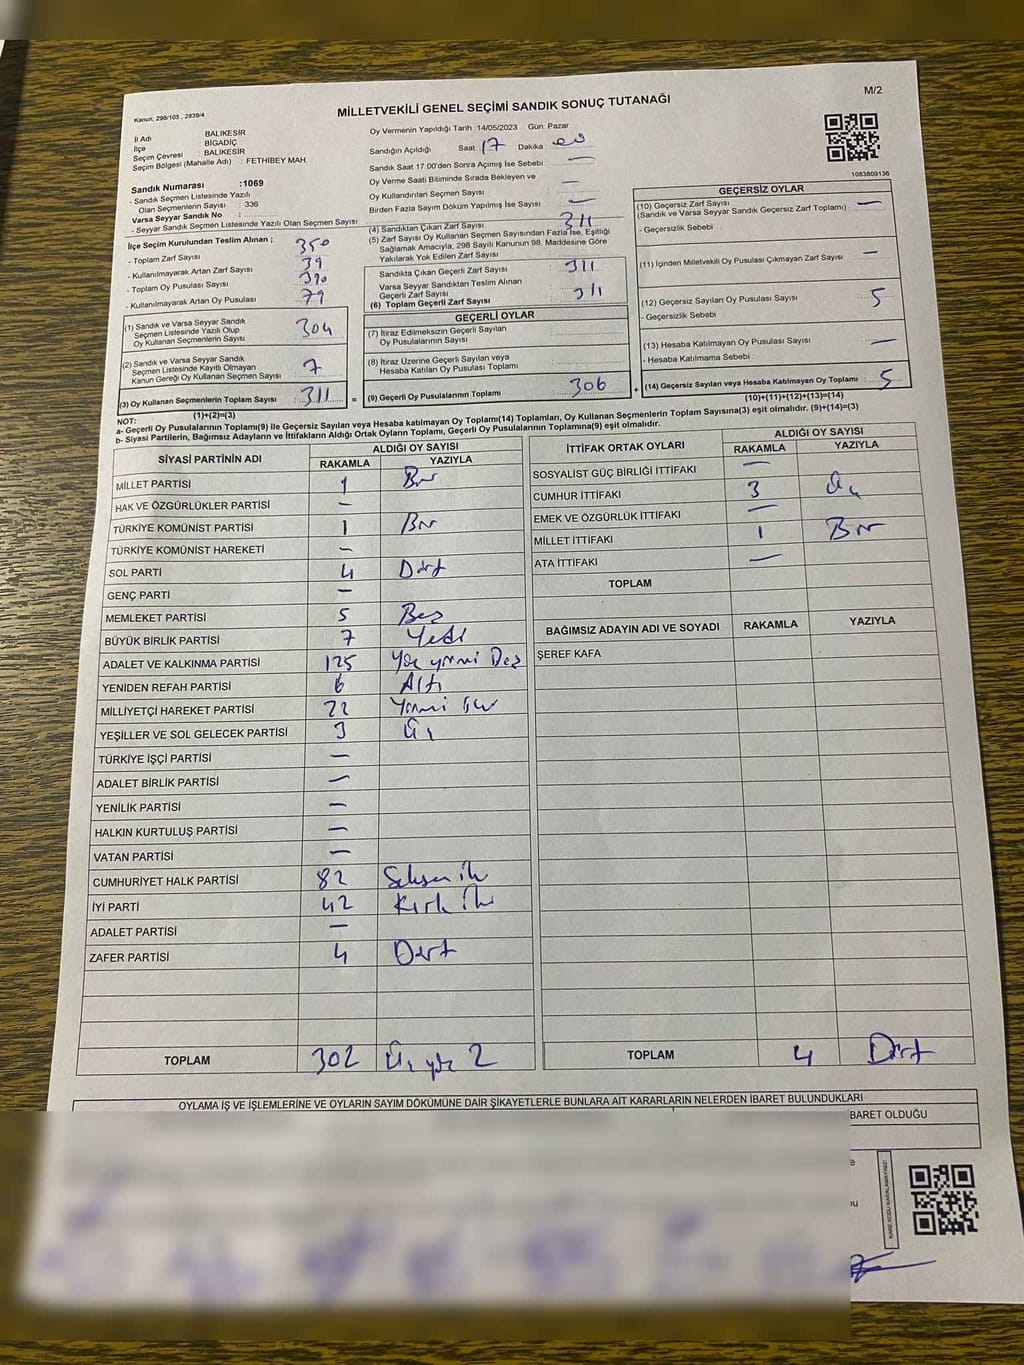 M/2
MİLLETVEKİLİ GENEL SEÇİMİ SANDIK SONUÇ TUTANAĞI
Kanun, 298/105 , 2839/4
İl Adı BALIKESİR
İlçe BİGADİÇ
Seçim Çevresi : BALIKESİR
Seçim Bölgesi (Mahalle Adı) : FETHİBEY MAH.
Sandık Numarası :1069
- Sandık Seçmen Listesinde Yazılı
Olan Seçmenlerin Sayısı : 336
Varsa Seyyar Sandık No :
- Seyyar Sandık Seçmen Listesinde Yazılı Olan Seçmen Sayısı:
İlçe Seçim Kurulundan Teslim Alınan ;
- Toplam Zarf Sayısı 350
- Kullanılmayarak Artan Zarf Sayısı 39
- Toplam Oy Pusulası Sayısı 390
- Kullanılmayarak Artan Oy Pusulası 79
(1) Sandık ve Varsa Seyyar Sandık
Seçmen Listesinde Yazılı Olup
Oy Kullanan Seçmen Sayısı 304
(2) Sandık ve Varsa Seyyar Sandık
Seçmen Listesinde Kayıtlı Olmayan
Kanun Gereği Oy Kullanan Seçmen Sayısı 7
(3) Oy Kullanan Seçmenlerin Toplam Sayısı : 311 =
(1)+(2)=(3)
Oy Vermenin Yapıldığı Tarih :14/05/2023 Gün: Pazar
Sandığın Açıldığı Saat 17 Dakika
Sandık Saat 17.00'den Sonra Açımış İse Sebebi —
Oy Verme Saati Bitiminde Sırada Bekleyen ve
Oy Kullandırılan Seçmen Sayısı —
Birden Fazla Sayım Döküm Yapılmış İse Sayısı —
(4) Sandıktan Çıkan Zarf Sayısı 311
(5) Zarf Sayısı Oy Kullanan Seçmen Sayısından Fazla İse, Eşitliği
Sağlamak Amacıyla, 298 Sayılı Kanunun 98. Maddesine Göre
Yakılarak Yok Edilen Zarf Sayısı
Sandıkta Çıkan Geçerli Zarf Sayısı 311
Varsa Seyyar Sandıktan Teslim Alınan
Geçerli Zarf Sayısı
(6) Toplam Geçerli Zarf Sayısı 311
GEÇERLİ OYLAR
(7) İtiraz Edilmeksizin Geçerli Sayılan
Oy Pusulalarının Sayısı
(8) İtiraz Üzerine Geçerli Sayılan veya
Hesaba Katılan Oy Pusulası Toplamı
(9) Geçerli Oy Pusulalarının Toplamı 306 +
1083809136
GEÇERSİZ OYLAR
(10) Geçersiz Zarf Sayısı
(Sandık ve Varsa Seyyar Sandık Geçersiz Zarf Toplamı) : —
- Geçersizlik Sebebi :
(11) İçinden Milletvekili Oy Pusulası Çıkmayan Zarf Sayısı —
(12) Geçersiz Sayılan Oy Pusulası Sayısı 5
- Geçersizlik Sebebi :
(13) Hesaba Katılmayan Oy Pusulası Sayısı —
- Hesaba Katılmama Sebebi :
(14) Geçersiz Sayılan veya Hesaba Katılmayan Oy Toplamı : 5
(10)+(11)+(12)+(13)=(14)
NOT:
a- Geçerli Oy Pusulasının Toplamı(9) ile Geçersiz Sayılan veya Hesaba katılmayan Oy Toplamı(14) Toplamları, Oy Kullanan Seçmenlerin Toplam Sayısına(3) eşit olmalıdır. (9)+(14)=(3)
b- Siyasi Partilerin, Bağımsız Adayların ve İttifakların Aldığı Ortak Oyların Toplamı, Geçerli Oy Pusulalarının Toplamına(9) eşit olmalıdır.
SİYASİ PARTİNİN ADI ALDIĞI OY SAYISI
RAKAMLA YAZIYLA
MİLLET PARTİSİ 1 Bir
HAK VE ÖZGÜRLÜKLER PARTİSİ —
TÜRKİYE KOMÜNİST PARTİSİ 1 Bir
TÜRKİYE KOMÜNİST HAREKETİ —
SOL PARTİ 4 Dört
GENÇ PARTİ —
MEMLEKET PARTİSİ 5 Beş
BÜYÜK BİRLİK PARTİSİ 7 Yedi
ADALET VE KALKINMA PARTİSİ 125 Yüz yirmi Beş
YENİDEN REFAH PARTİSİ 6 Altı
MİLLİYETÇİ HAREKET PARTİSİ 22 Yirmi iki
YEŞİLLER VE SOL GELECEK PARTİSİ 3 Üç
TÜRKİYE İŞÇİ PARTİSİ —
ADALET BİRLİK PARTİSİ —
YENİLİK PARTİSİ —
HALKIN KURTULUŞ PARTİSİ —
VATAN PARTİSİ —
CUMHURİYET HALK PARTİSİ 82 Seksen iki
İYİ PARTİ 42 Kırk İki
ADALET PARTİSİ —
ZAFER PARTİSİ 4 Dört
TOPLAM 302 Üç yüz 2
İTTİFAK ORTAK OYLARI ALDIĞI OY SAYISI
RAKAMLA YAZIYLA
SOSYALIST GÜÇ BİRLİĞİ İTTİFAKI —
CUMHUR İTTİFAKI 3 Üç
EMEK VE ÖZGÜRLÜK İTTİFAKI —
MİLLET İTTİFAKI 1 Bir
ATA İTTİFAKI —
TOPLAM
BAĞIMSIZ ADAYIN ADI VE SOYADI RAKAMLA YAZIYLA
ŞEREF KAFA
TOPLAM 4 Dört
OYLAMA İŞ VE İŞLEMLERİNE VE OYLARIN SAYIM DÖKÜMÜNE DAİR ŞİKAYETLERLE BUNLARA AİT KARARLARIN NELERDEN İBARET BULUNDUKLARI
BARET OLDUĞU
KARE KODU KARALAMAYINIZ!